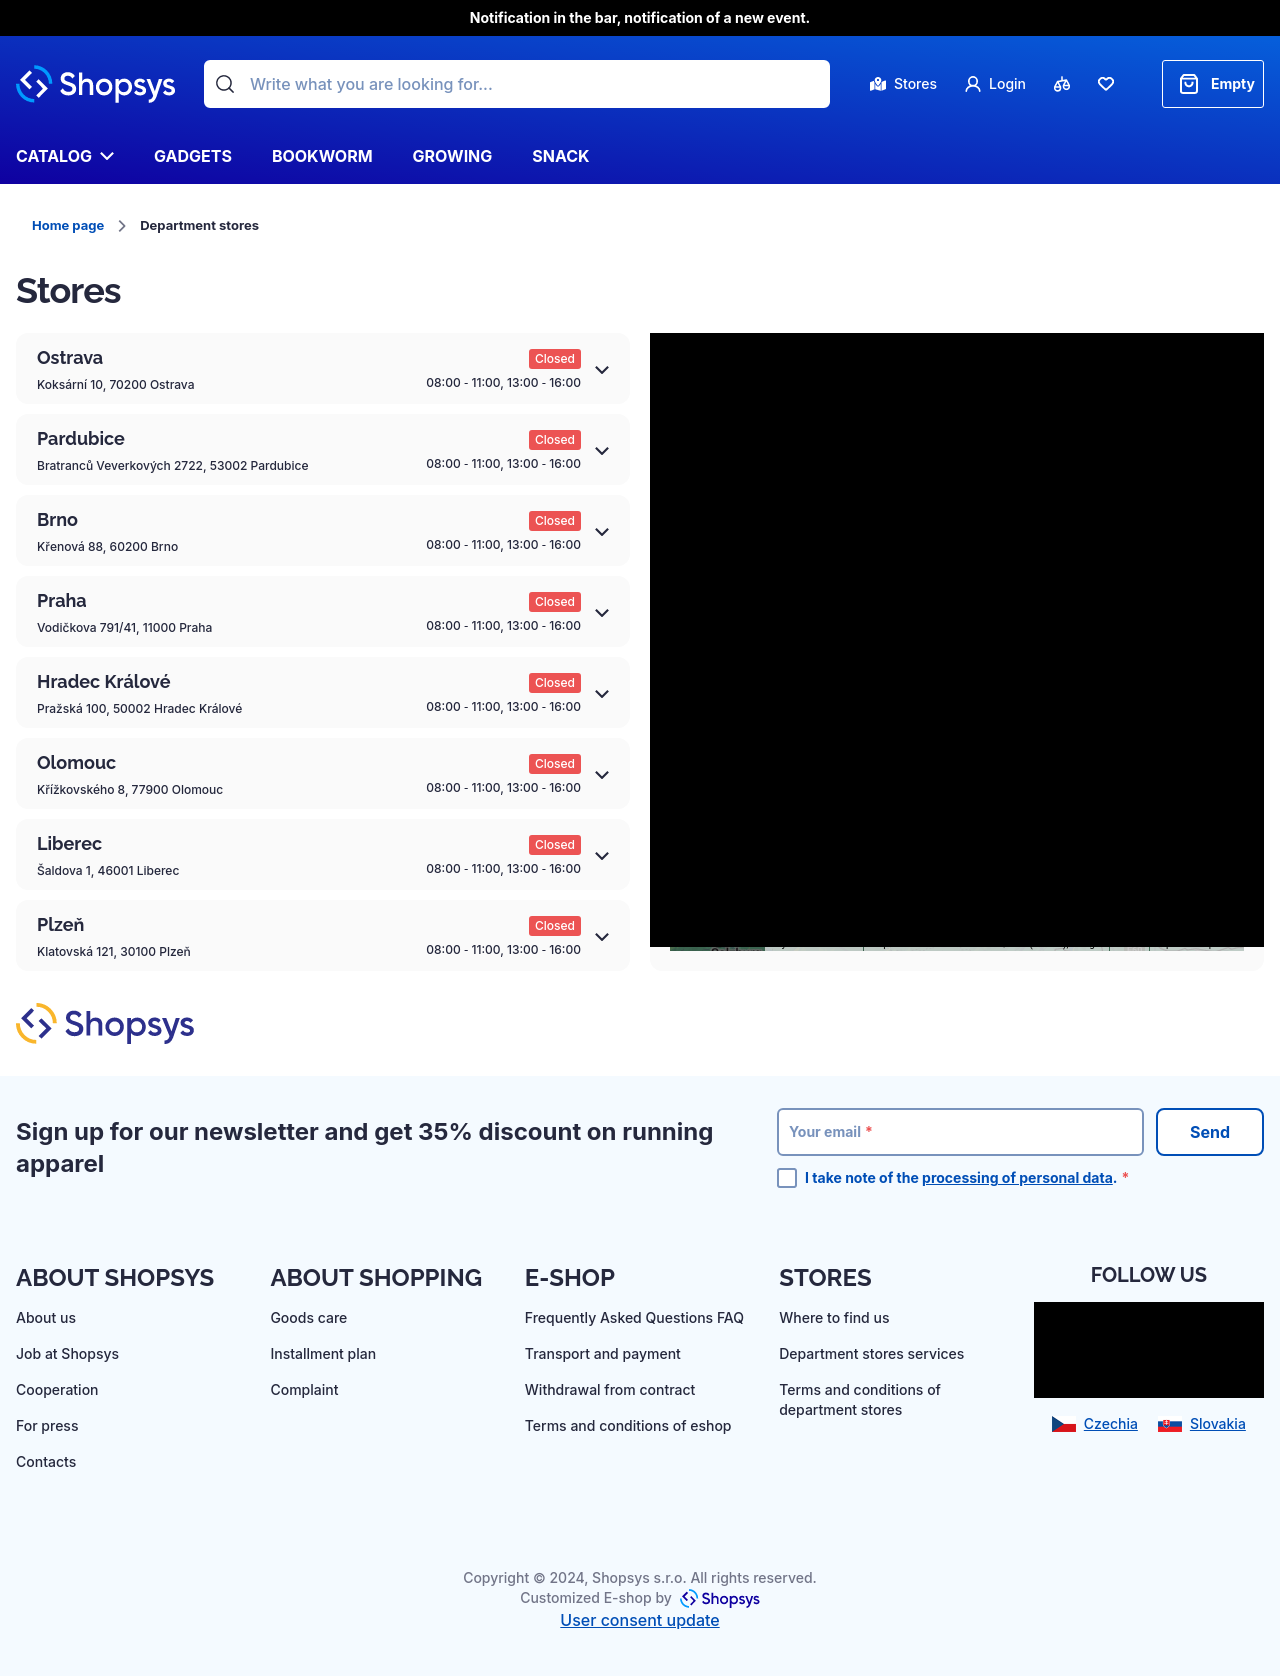 Notification in the bar, notification of a new event.
Shopsys
Write what you are looking for...
Stores
Login
Empty
CATALOG
GADGETS
BOOKWORM
GROWING
SNACK
Home page
Department stores
Stores
Ostrava
Closed
Koksární 10, 70200 Ostrava
08:00 - 11:00, 13:00 - 16:00
Pardubice
Closed
Bratranců Veverkových 2722, 53002 Pardubice
08:00 - 11:00, 13:00 - 16:00
Brno
Closed
Křenová 88, 60200 Brno
08:00 - 11:00, 13:00 - 16:00
Praha
Closed
Vodičkova 791/41, 11000 Praha
08:00 - 11:00, 13:00 - 16:00
Hradec Králové
Closed
Pražská 100, 50002 Hradec Králové
08:00 - 11:00, 13:00 - 16:00
Olomouc
Closed
Křížkovského 8, 77900 Olomouc
08:00 - 11:00, 13:00 - 16:00
Liberec
Closed
Šaldova 1, 46001 Liberec
08:00 - 11:00, 13:00 - 16:00
Plzeň
Closed
Klatovská 121, 30100 Plzeň
08:00 - 11:00, 13:00 - 16:00
Shopsys
Sign up for our newsletter and get 35% discount on running
apparel
Your email *
Send
I take note of the processing of personal data. *
ABOUT SHOPSYS
About us
Job at Shopsys
Cooperation
For press
Contacts
ABOUT SHOPPING
Goods care
Installment plan
Complaint
E-SHOP
Frequently Asked Questions FAQ
Transport and payment
Withdrawal from contract
Terms and conditions of eshop
STORES
Where to find us
Department stores services
Terms and conditions of
department stores
FOLLOW US
Czechia
Slovakia
Copyright © 2024, Shopsys s.r.o. All rights reserved.
Customized E-shop by Shopsys
User consent update